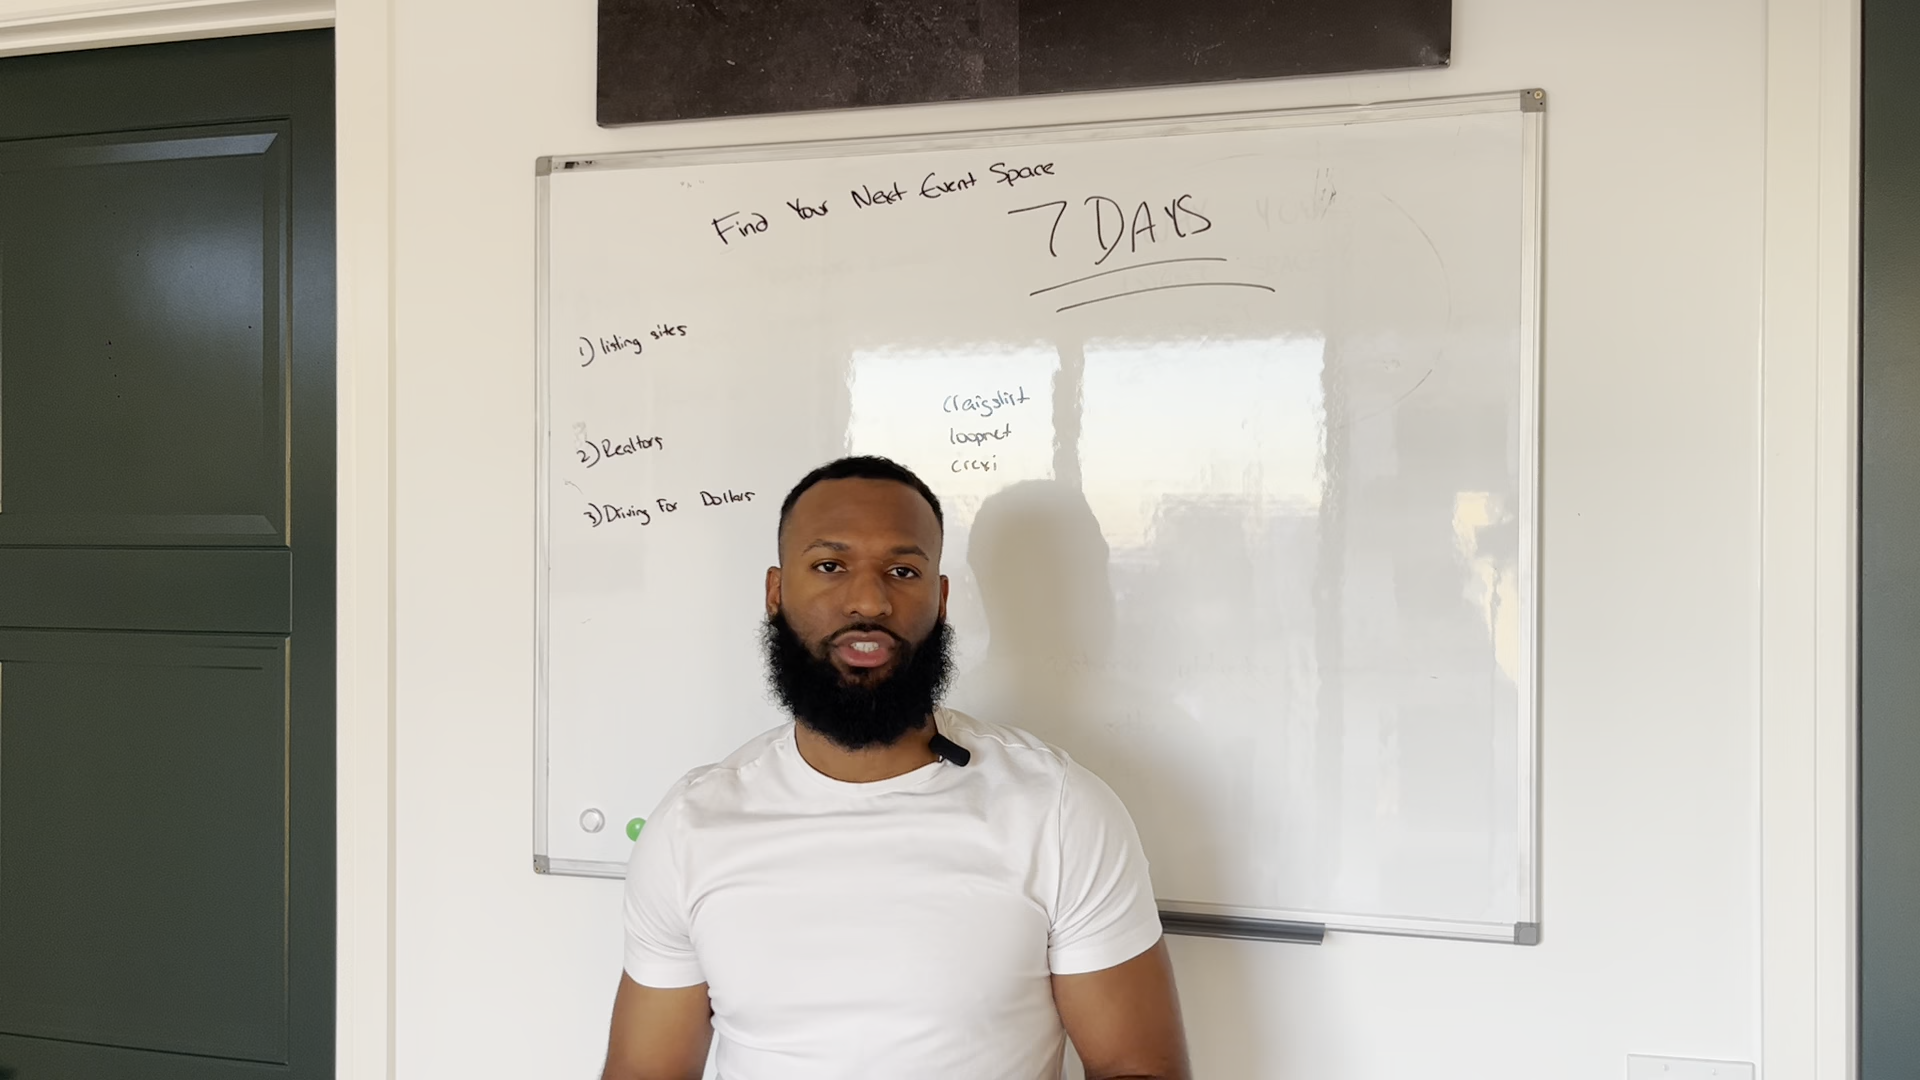 Find Your Next Event Space
7 DAYS
1) listing sites
craigslist
loopnet
crexi
2) Realtors
3) Driving For Dollars